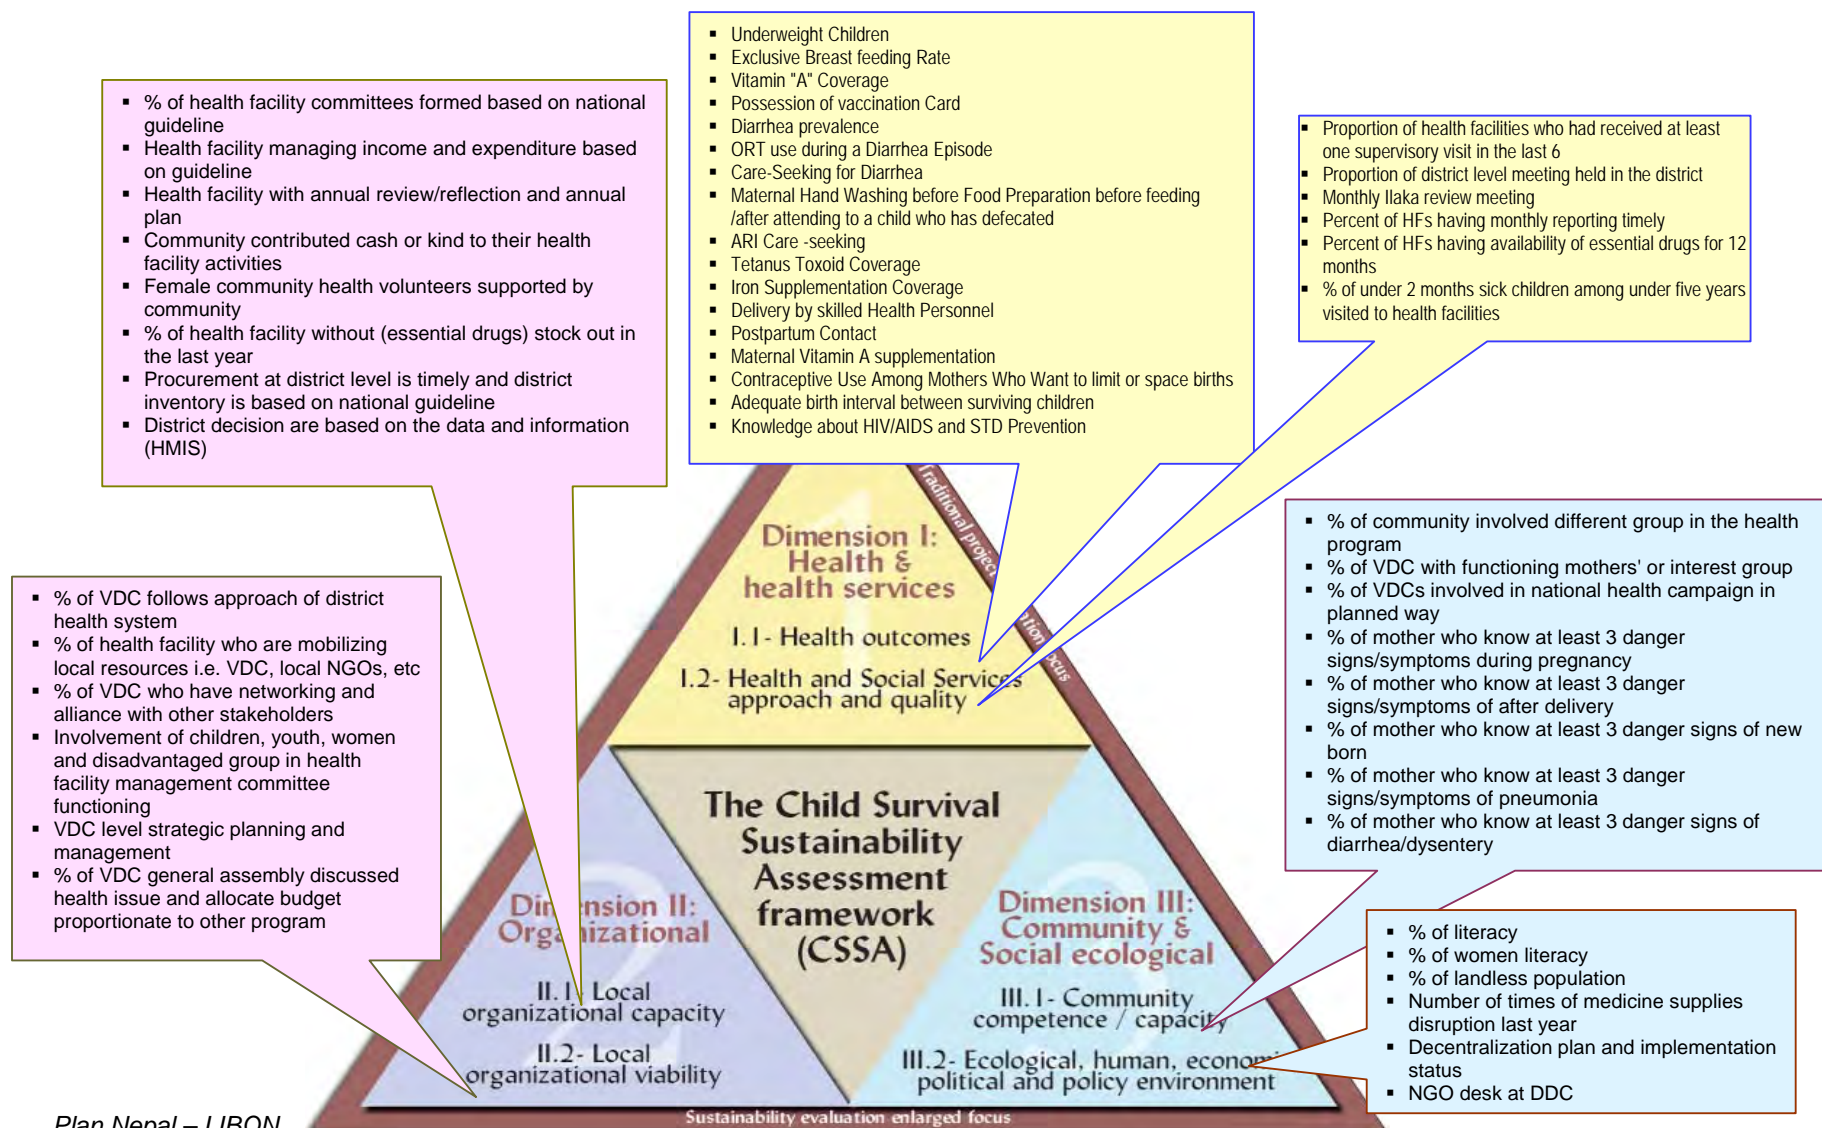 ▪ Underweight Children
▪ Exclusive Breast feeding Rate
▪ Vitamin "A" Coverage
▪ Possession of vaccination Card
▪ Diarrhea prevalence
▪ ORT use during a Diarrhea Episode
▪ Care-Seeking for Diarrhea
▪ Maternal Hand Washing before Food Preparation before feeding
/after attending to a child who has defecated
▪ ARI Care -seeking
▪ Tetanus Toxoid Coverage
▪ Iron Supplementation Coverage
▪ Delivery by skilled Health Personnel
▪ Postpartum Contact
▪ Maternal Vitamin A supplementation
▪ Contraceptive Use Among Mothers Who Want to limit or space births
▪ Adequate birth interval between surviving children
▪ Knowledge about HIV/AIDS and STD Prevention
▪ % of health facility committees formed based on national
guideline
▪ Health facility managing income and expenditure based
on guideline
▪ Health facility with annual review/reflection and annual
plan
▪ Community contributed cash or kind to their health
facility activities
▪ Female community health volunteers supported by
community
▪ % of health facility without (essential drugs) stock out in
the last year
▪ Procurement at district level is timely and district
inventory is based on national guideline
▪ District decision are based on the data and information
(HMIS)
▪ Proportion of health facilities who had received at least
one supervisory visit in the last 6
▪ Proportion of district level meeting held in the district
▪ Monthly Ilaka review meeting
▪ Percent of HFs having monthly reporting timely
▪ Percent of HFs having availability of essential drugs for 12
months
▪ % of under 2 months sick children among under five years
visited to health facilities
▪ % of VDC follows approach of district
health system
▪ % of health facility who are mobilizing
local resources i.e. VDC, local NGOs, etc
▪ % of VDC who have networking and
alliance with other stakeholders
▪ Involvement of children, youth, women
and disadvantaged group in health
facility management committee
functioning
▪ VDC level strategic planning and
management
▪ % of VDC general assembly discussed
health issue and allocate budget
proportionate to other program
▪ % of community involved different group in the health
program
▪ % of VDC with functioning mothers' or interest group
▪ % of VDCs involved in national health campaign in
planned way
▪ % of mother who know at least 3 danger
signs/symptoms during pregnancy
▪ % of mother who know at least 3 danger
signs/symptoms of after delivery
▪ % of mother who know at least 3 danger signs of new
born
▪ % of mother who know at least 3 danger
signs/symptoms of pneumonia
▪ % of mother who know at least 3 danger signs of
diarrhea/dysentery
▪ % of literacy
▪ % of women literacy
▪ % of landless population
▪ Number of times of medicine supplies
disruption last year
▪ Decentralization plan and implementation
status
▪ NGO desk at DDC
1
Dimension I:
Health &
health services
I.1- Health outcomes
I.2- Health and Social Services
approach and quality
Traditional project
focus
The Child Survival
Sustainability
Assessment
framework
(CSSA)
2
Dimension II:
Organizational
II.1- Local
organizational capacity
II.2- Local
organizational viability
3
Dimension III:
Community &
Social ecological
III.1- Community
competence / capacity
III.2- Ecological, human,
political and policy environment
Sustainability evaluation enlarged focus
Plan Nepal – LIBON